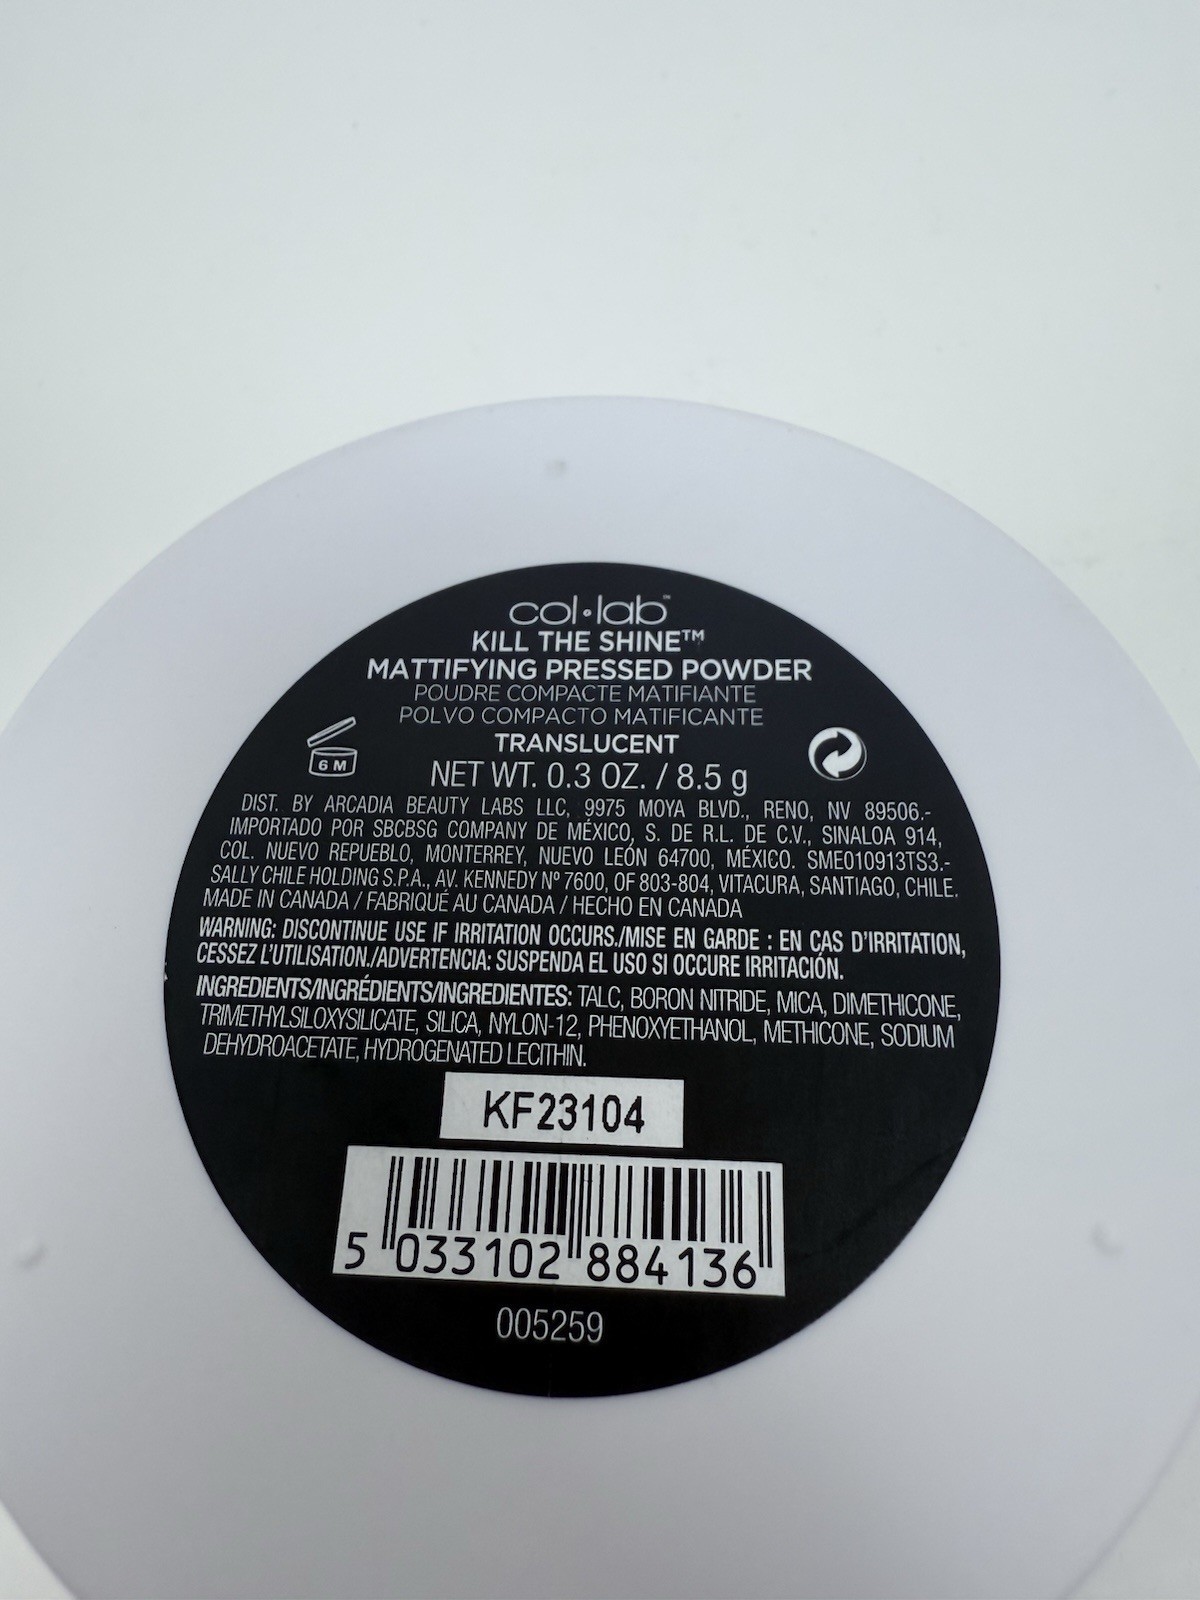 col·lab™
KILL THE SHINE™
MATTIFYING PRESSED POWDER
POUDRE COMPACTE MATIFIANTE
POLVO COMPACTO MATIFICANTE
TRANSLUCENT
6 M
NET WT. 0.3 OZ. / 8.5 g
DIST. BY ARCADIA BEAUTY LABS LLC, 9975 MOYA BLVD., RENO, NV 89506.-
IMPORTADO POR SBCBSG COMPANY DE MÉXICO, S. DE R.L. DE C.V., SINALOA 914,
COL. NUEVO REPUEBLO, MONTERREY, NUEVO LEÓN 64700, MÉXICO. SME010913TS3.-
SALLY CHILE HOLDING S.P.A., AV. KENNEDY Nº 7600, OF 803-804, VITACURA, SANTIAGO, CHILE.
MADE IN CANADA / FABRIQUÉ AU CANADA / HECHO EN CANADÁ
WARNING: DISCONTINUE USE IF IRRITATION OCCURS./MISE EN GARDE : EN CAS D'IRRITATION,
CESSEZ L'UTILISATION./ADVERTENCIA: SUSPENDA EL USO SI OCCURE IRRITACIÓN.
INGREDIENTS/INGRÉDIENTS/INGREDIENTES: TALC, BORON NITRIDE, MICA, DIMETHICONE,
TRIMETHYLSILOXYSILICATE, SILICA, NYLON-12, PHENOXYETHANOL, METHICONE, SODIUM
DEHYDROACETATE, HYDROGENATED LECITHIN.
KF23104
5 033102 884136
005259